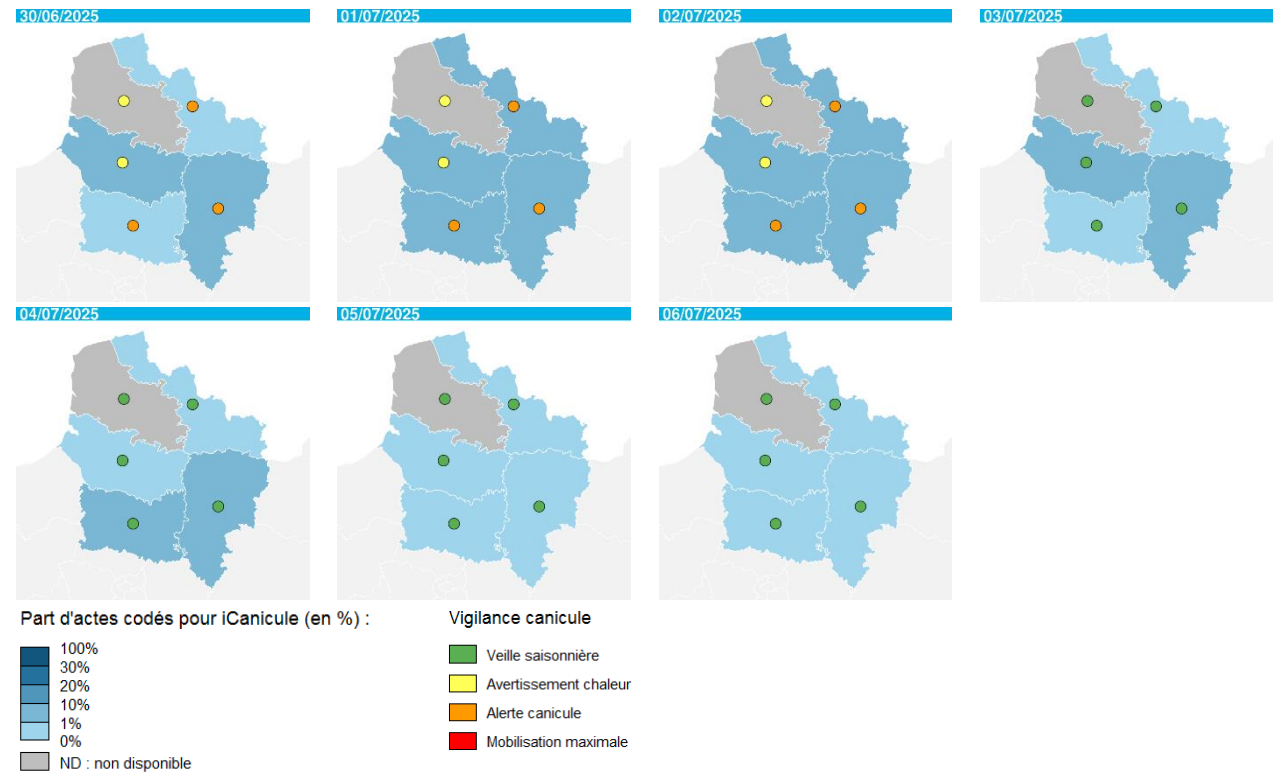 30/06/2025
01/07/2025
02/07/2025
03/07/2025
04/07/2025
05/07/2025
06/07/2025
Part d'actes codés pour iCanicule (en %) :
100%
30%
20%
10%
1%
0%
ND : non disponible
Vigilance canicule
Veille saisonnière
Avertissement chaleur
Alerte canicule
Mobilisation maximale